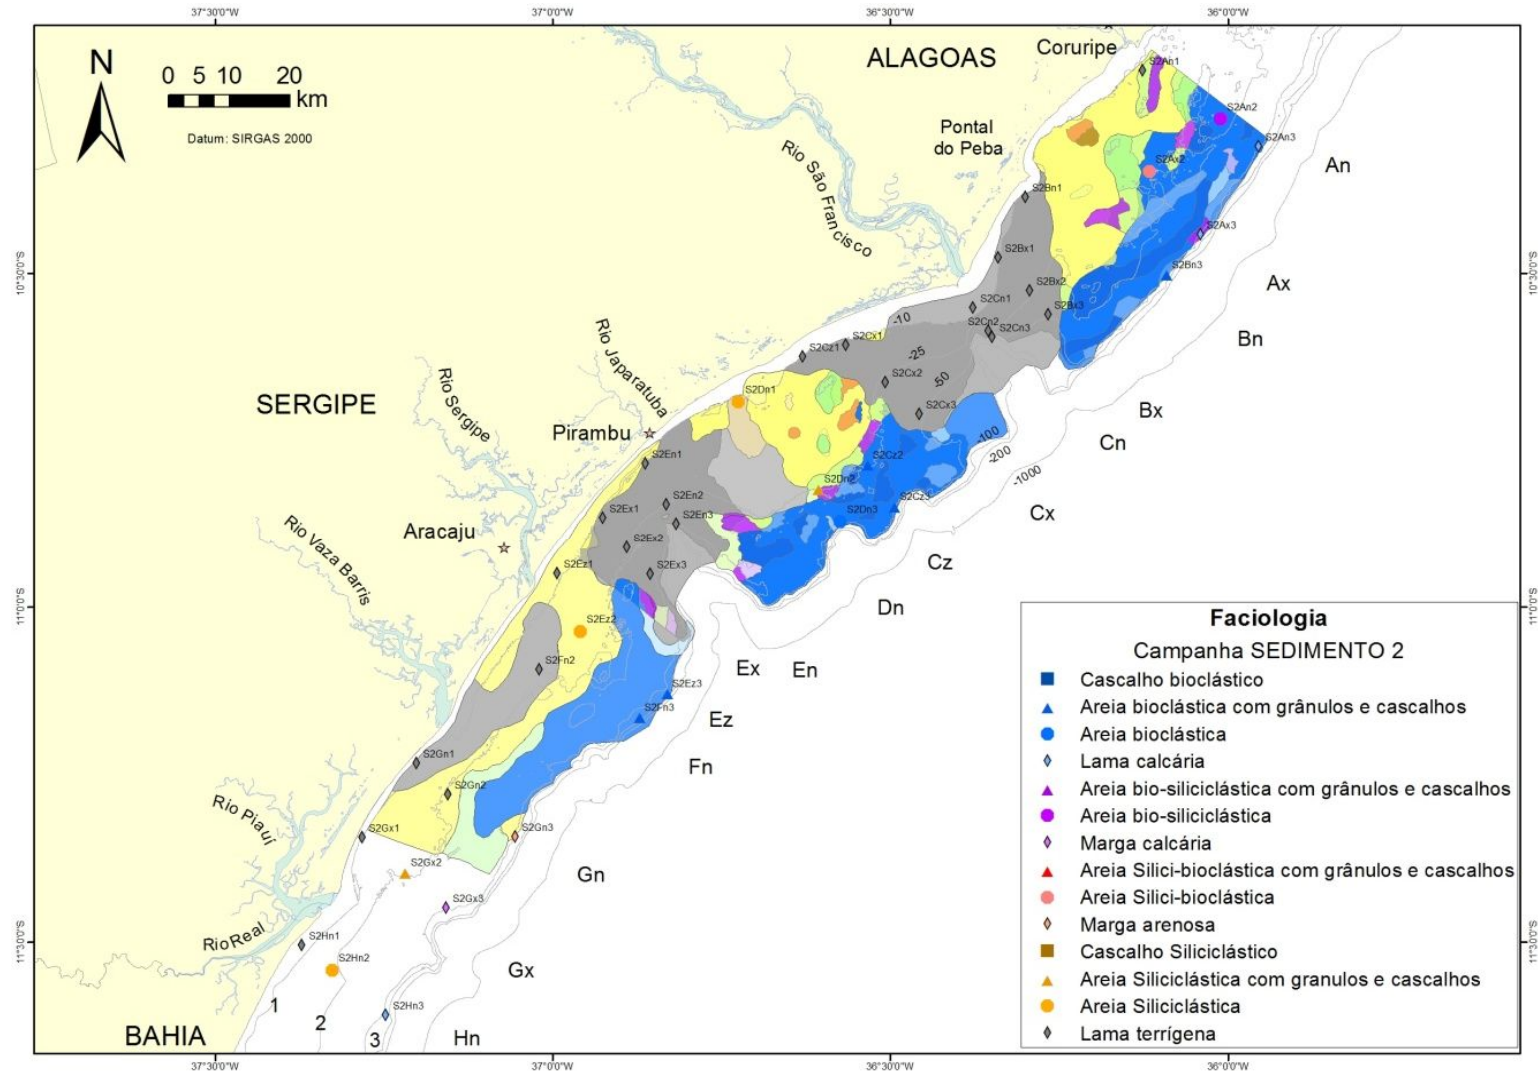 37°30'0"W 37°0'0"W 36°30'0"W 36°0'0"W
N
0 5 10 20
km
Datum: SIRGAS 2000
ALAGOAS
Coruripe
S2An1
S2An2
Pontal
do Peba
S2An3
Rio São Francisco
S2Ax2
An
S2Bn1
S2Ax3
S2Bx1
S2Bn3
10°30'0"S 10°30'0"S
S2Bx2
Ax
S2Cn1
S2Bx3
-10
S2Cn2
S2Cn3
Rio Japaratuba
S2Cx1
S2Cz1
Bn
-25
S2Cx2
-50
Rio Sergipe
SERGIPE
S2Dn1
S2Cx3
Bx
Pirambu
-100
Cn
S2En1
S2Cz2
-200
-1000
S2Dn2
S2En2
S2Cz3
S2Ex1
S2En3
S2Dn3
Cx
Rio Vaza Barris
Aracaju
S2Ex2
S2Ez1
S2Ex3
Cz
11°0'0"S 11°0'0"S
Dn
S2Ez2
S2Fn2
Ex
En
S2Ez3
S2Fn3
Ez
S2Gn1
Fn
S2Gn2
Rio Piauí
S2Gx1
S2Gn3
S2Gx2
Gn
S2Gx3
Rio Real
S2Hn1
11°30'0"S 11°30'0"S
S2Hn2
Gx
1
S2Hn3
2
BAHIA
3
Hn
Faciologia
Campanha SEDIMENTO 2
Cascalho bioclástico
Areia bioclástica com grânulos e cascalhos
Areia bioclástica
Lama calcária
Areia bio-siliciclástica com grânulos e cascalhos
Areia bio-siliciclástica
Marga calcária
Areia Silici-bioclástica com grânulos e cascalhos
Areia Silici-bioclástica
Marga arenosa
Cascalho Siliciclástico
Areia Siliciclástica com granulos e cascalhos
Areia Siliciclástica
Lama terrígena
37°30'0"W 37°0'0"W 36°30'0"W 36°0'0"W